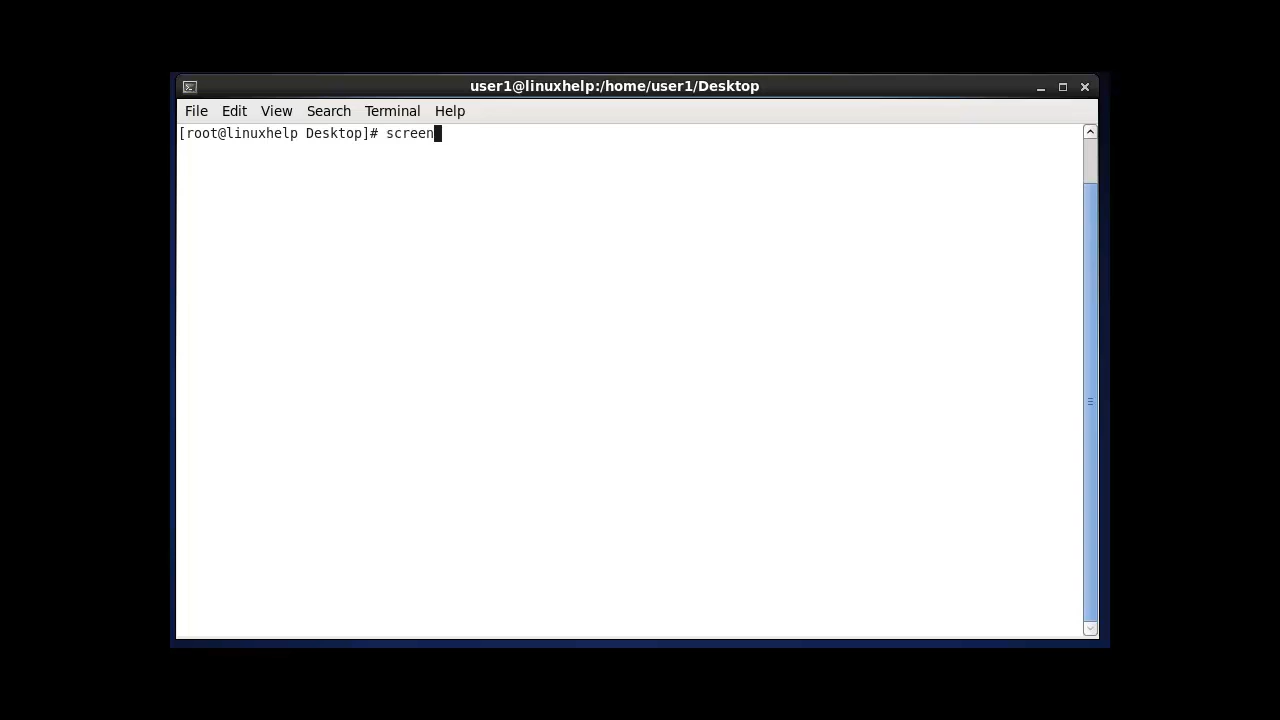 user1@linuxhelp:/home/user1/Desktop
File Edit View Search Terminal Help
[root@linuxhelp Desktop]# screen